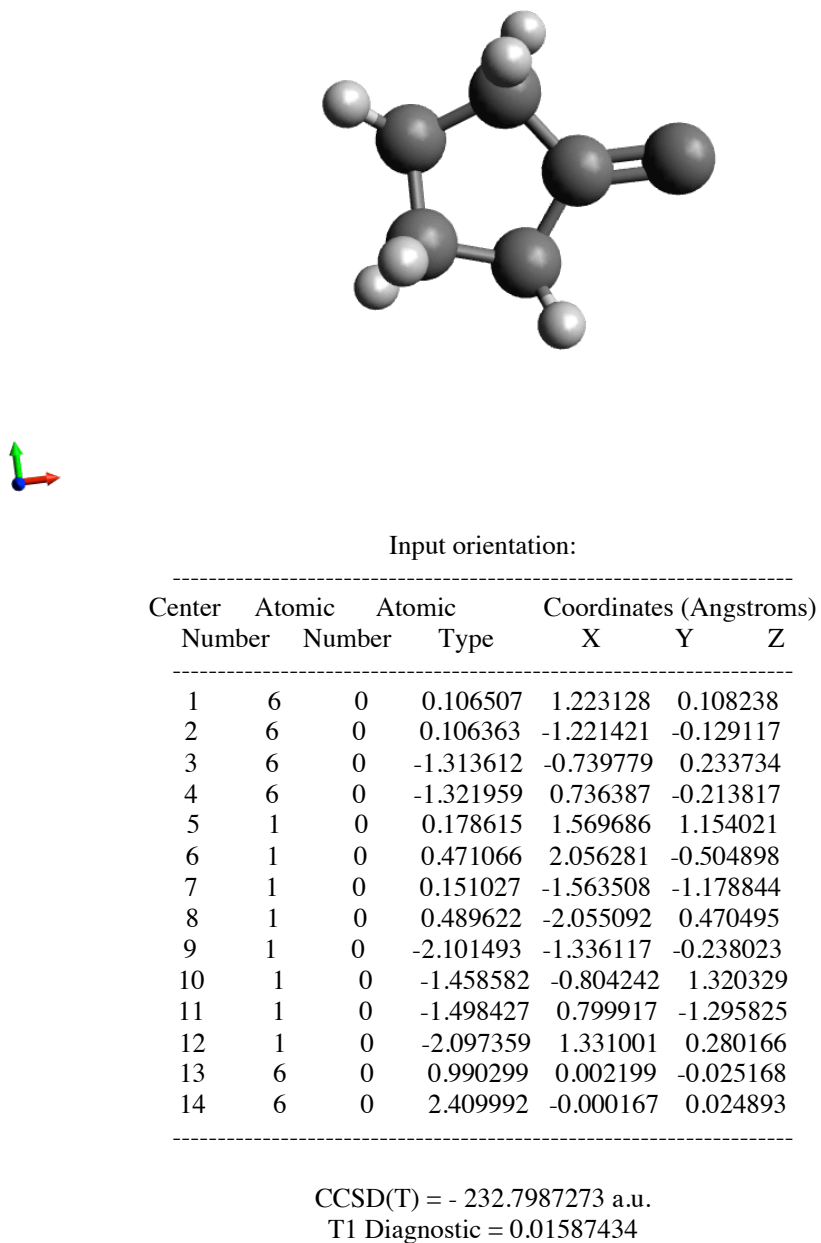 Input orientation:
---------------------------------------------------------------------
Center Atomic Atomic Coordinates (Angstroms)
Number Number Type X Y Z
---------------------------------------------------------------------
1 6 0 0.106507 1.223128 0.108238
2 6 0 0.106363 -1.221421 -0.129117
3 6 0 -1.313612 -0.739779 0.233734
4 6 0 -1.321959 0.736387 -0.213817
5 1 0 0.178615 1.569686 1.154021
6 1 0 0.471066 2.056281 -0.504898
7 1 0 0.151027 -1.563508 -1.178844
8 1 0 0.489622 -2.055092 0.470495
9 1 0 -2.101493 -1.336117 -0.238023
10 1 0 -1.458582 -0.804242 1.320329
11 1 0 -1.498427 0.799917 -1.295825
12 1 0 -2.097359 1.331001 0.280166
13 6 0 0.990299 0.002199 -0.025168
14 6 0 2.409992 -0.000167 0.024893
---------------------------------------------------------------------
CCSD(T) = - 232.7987273 a.u.
T1 Diagnostic = 0.01587434